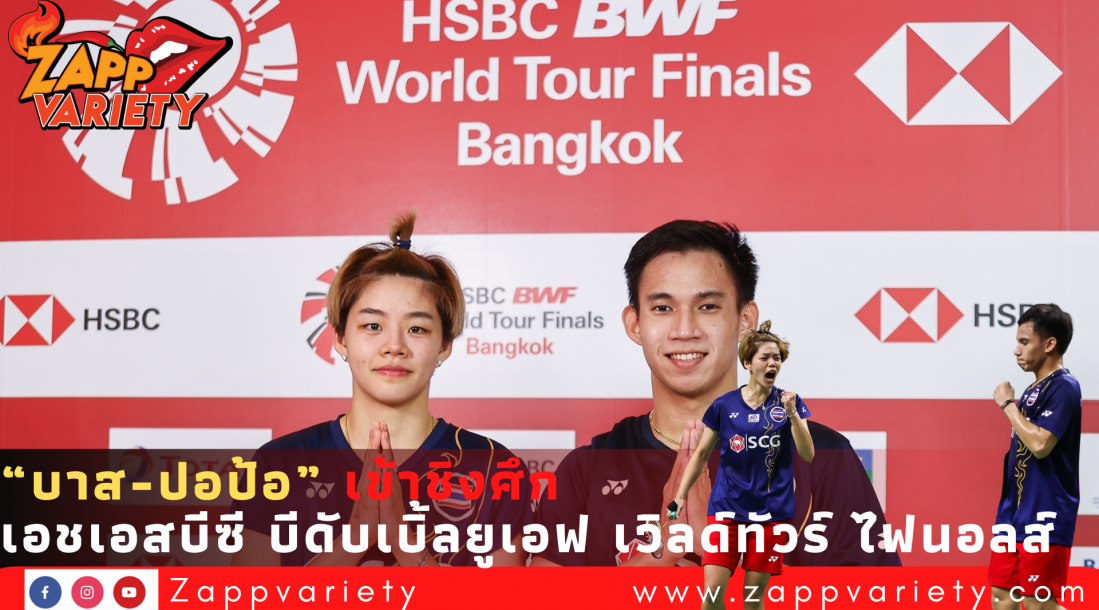 ZAPP
VARIETY
HSBC BWF
World Tour Finals
Bangkok
HSBC
BWF
Tour Finals
Bangkok
SCG
“บาส-ปอป้อ” เข้าชิงศึก
เอชเอสบีซี บีดับเบิ้ลยูเอฟ เวิลด์ทัวร์ ไฟนอลส์
Zappvariety
www.zappvariety.com